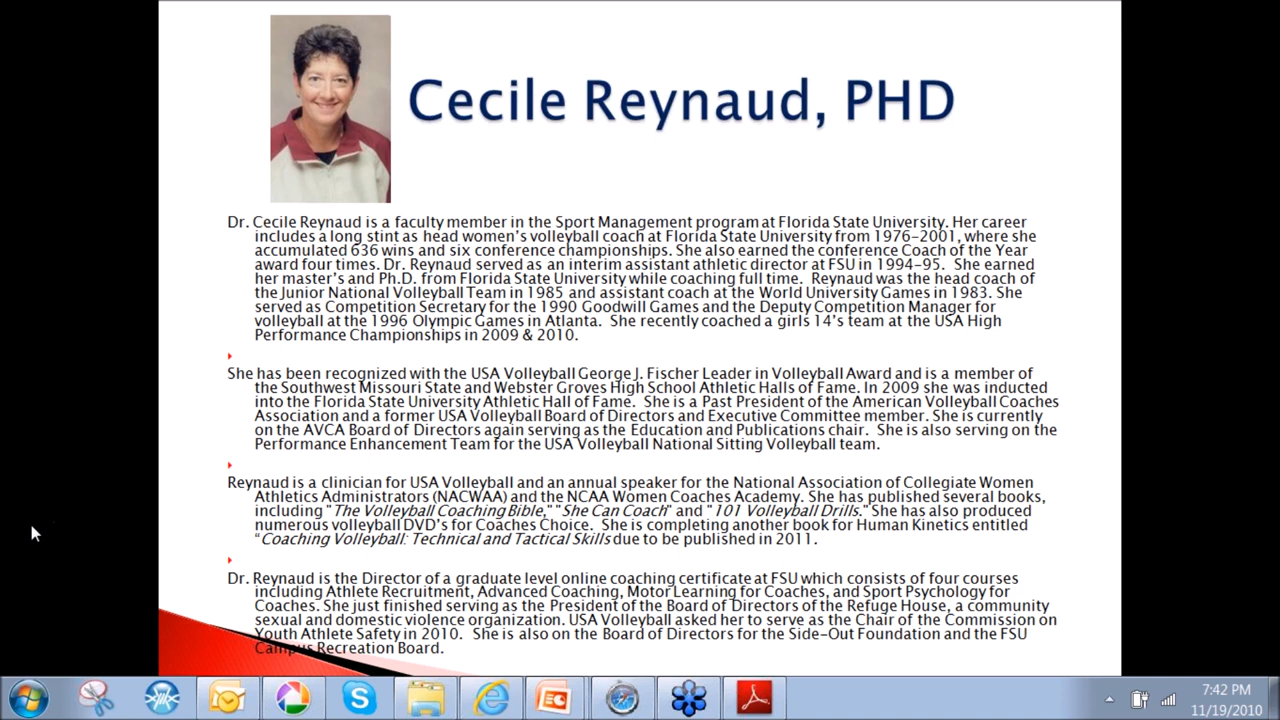 Cecile Reynaud, PHD
Dr. Cecile Reynaud is a faculty member in the Sport Management program at Florida State University. Her career
includes a long stint as head women's volleyball coach at Florida State University from 1976-2001, where she
accumulated 636 wins and six conference championships. She also earned the conference Coach of the Year
award four times. Dr. Reynaud served as an interim assistant athletic director at FSU in 1994-95. She earned
her master's and Ph.D. from Florida State University while coaching full time. Reynaud was the head coach of
the Junior National Volleyball Team in 1985 and assistant coach at the World University Games in 1983. She
served as Competition Secretary for the 1990 Goodwill Games and the Deputy Competition Manager for
volleyball at the 1996 Olympic Games in Atlanta. She recently coached a girls 14's team at the USA High
Performance Championships in 2009 & 2010.
She has been recognized with the USA Volleyball George J. Fischer Leader in Volleyball Award and is a member of
the Southwest Missouri State and Webster Groves High School Athletic Halls of Fame. In 2009 she was inducted
into the Florida State University Athletic Hall of Fame. She is a Past President of the American Volleyball Coaches
Association and a former USA Volleyball Board of Directors and Executive Committee member. She is currently
on the AVCA Board of Directors again serving as the Education and Publications chair. She is also serving on the
Performance Enhancement Team for the USA Volleyball National Sitting Volleyball team.
Reynaud is a clinician for USA Volleyball and an annual speaker for the National Association of Collegiate Women
Athletics Administrators (NACWAA) and the NCAA Women Coaches Academy. She has published several books,
including "The Volleyball Coaching Bible," "She Can Coach" and "101 Volleyball Drills." She has also produced
numerous volleyball DVD's for Coaches Choice. She is completing another book for Human Kinetics entitled
"Coaching Volleyball: Technical and Tactical Skills due to be published in 2011.
Dr. Reynaud is the Director of a graduate level online coaching certificate at FSU which consists of four courses
including Athlete Recruitment, Advanced Coaching, Motor Learning for Coaches, and Sport Psychology for
Coaches. She just finished serving as the President of the Board of Directors of the Refuge House, a community
sexual and domestic violence organization. USA Volleyball asked her to serve as the Chair of the Commission on
Youth Athlete Safety in 2010. She is also on the Board of Directors for the Side-Out Foundation and the FSU
Campus Recreation Board.
7:42 PM
11/19/2010